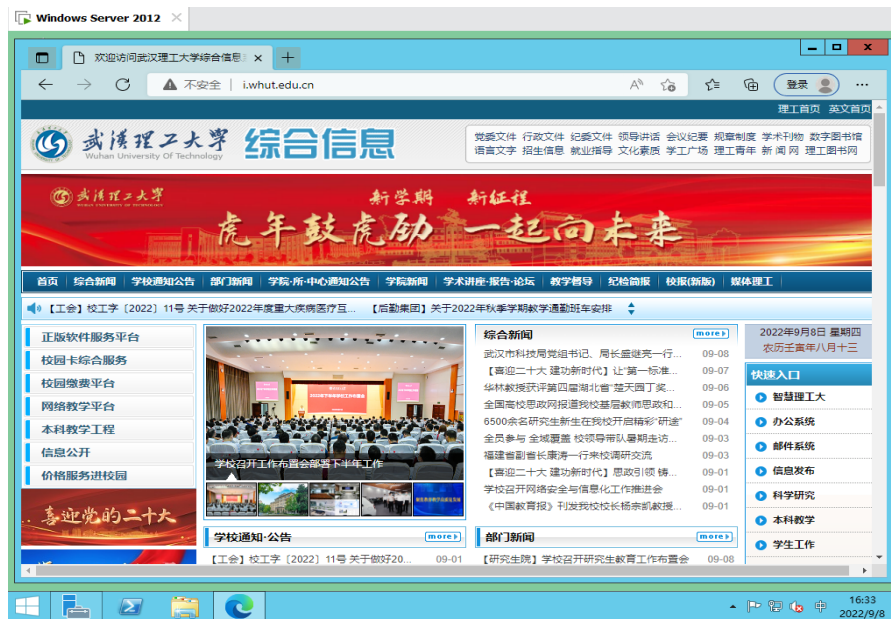 Windows Server 2012
欢迎访问武汉理工大学综合信息
不安全 | i.whut.edu.cn
登录
理工首页 英文首页
武漢理工大学
Wuhan University Of Technology
综合信息
党委文件 行政文件 纪委文件 领导讲话 会议纪要 规章制度 学术刊物 数字图书馆
语言文字 招生信息 就业指导 文化素质 学工广场 理工青年 新闻网 理工图书网
武漢理工大学
新学期 新征程
虎年鼓虎劲 一起向未来
首页 综合新闻 学校通知公告 部门新闻 学院·所·中心通知公告 学院新闻 学术讲座·报告·论坛 教学督导 纪检简报 校报(新版) 媒体理工
【工会】校工字〔2022〕11号 关于做好2022年度重大疾病医疗互... 【后勤集团】关于2022年秋季学期教学通勤班车安排
正版软件服务平台
校园卡综合服务
校园缴费平台
网络教学平台
本科教学工程
信息公开
价格服务进校园
喜迎党的二十大
学校召开工作布置会部署下半年工作
综合新闻 more
武汉市科技局党组书记、局长盛继亮一行... 09-08
【喜迎二十大 建功新时代】让“第一标准... 09-07
华林教授获评第四届湖北省“楚天园丁奖... 09-06
全国高校思政网报道我校基层教师思政和... 09-05
6500余名研究生新生在我校开启精彩“研途” 09-04
全员参与 全域覆盖 校领导带队暑期走访... 09-03
福建省副省长康涛一行来校调研交流 09-03
【喜迎二十大 建功新时代】思政引领 铸... 09-01
学校召开网络安全与信息化工作推进会 09-01
《中国教育报》刊发我校校长杨宗凯教授... 09-01
2022年9月8日 星期四
农历壬寅年八月十三
快速入口
智慧理工大
办公系统
邮件系统
信息发布
科学研究
本科教学
学生工作
学校通知·公告 more
【工会】校工字〔2022〕11号 关于做好20... 09-01
部门新闻 more
【研究生院】学校召开研究生教育工作布置会 09-08
中
16:33
2022/9/8